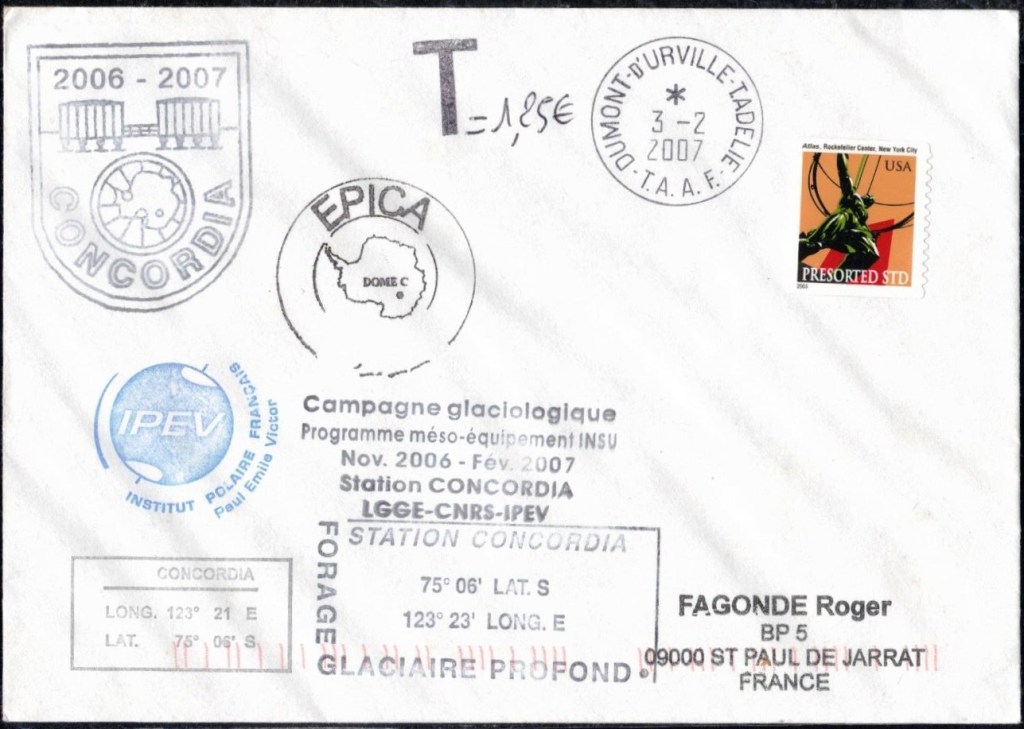 2006 - 2007
CONCORDIA
T = 1,85€
DUMONT-D'URVILLE-T.ADELIE
*
3 -2
2007
T.A.A.F.
Atlas, Rockefeller Center, New York City
USA
PRESORTED STD
2003
EPICA
DOME C
IPEV
INSTITUT POLAIRE FRANÇAIS
Paul Emile Victor
Campagne glaciologique
Programme méso-équipement INSU
Nov. 2006 - Fév. 2007
Station CONCORDIA
LGGE-CNRS-IPEV
STATION CONCORDIA
75° 06' LAT. S
123° 23' LONG. E
FORAGE
GLACIAIRE PROFOND
CONCORDIA
LONG. 123° 21 E
LAT. 75° 06' S
FAGONDE Roger
BP 5
09000 ST PAUL DE JARRAT
FRANCE